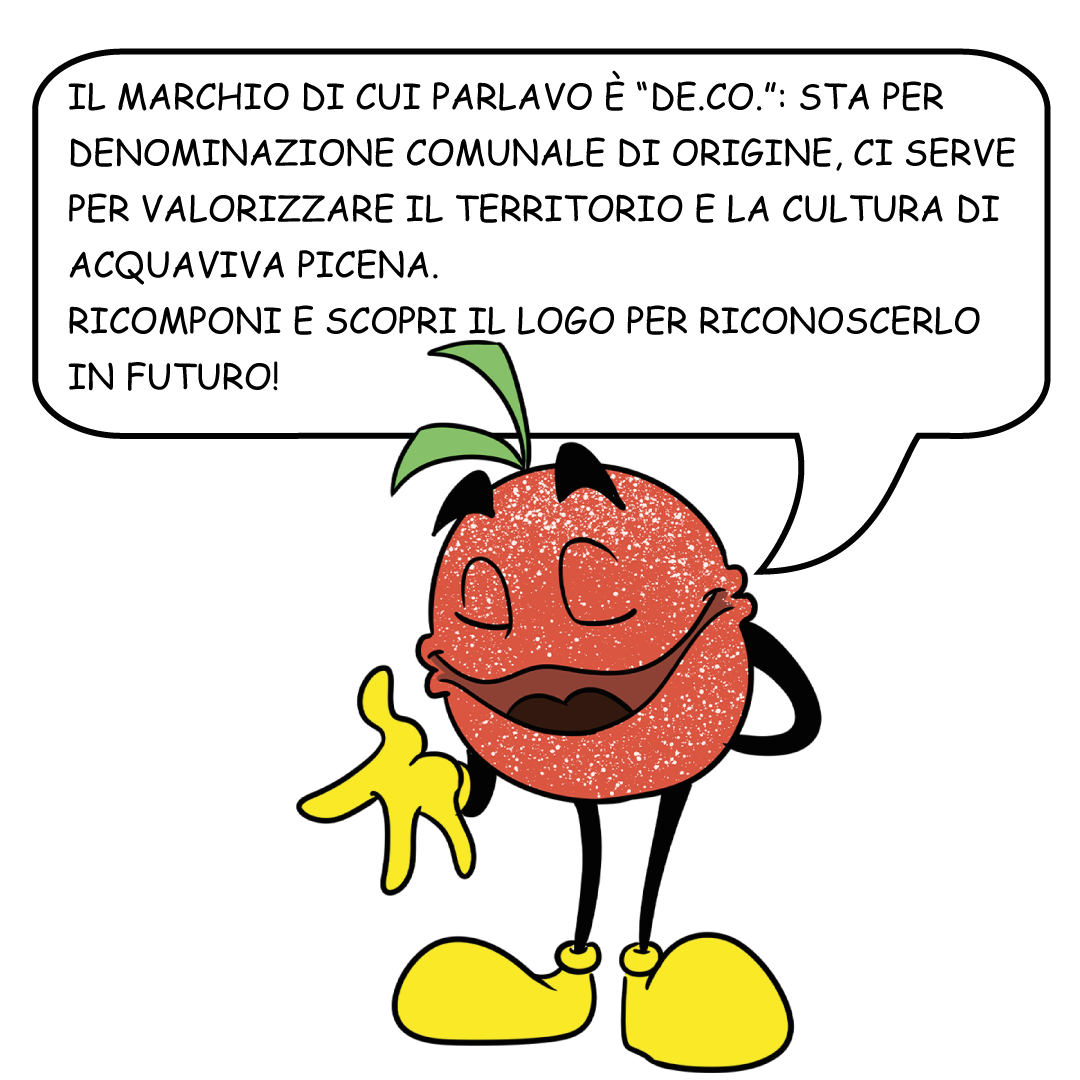 IL MARCHIO DI CUI PARLAVO È “DE.CO.”: STA PER
DENOMINAZIONE COMUNALE DI ORIGINE, CI SERVE
PER VALORIZZARE IL TERRITORIO E LA CULTURA DI
ACQUAVIVA PICENA.
RICOMPONI E SCOPRI IL LOGO PER RICONOSCERLO
IN FUTURO!